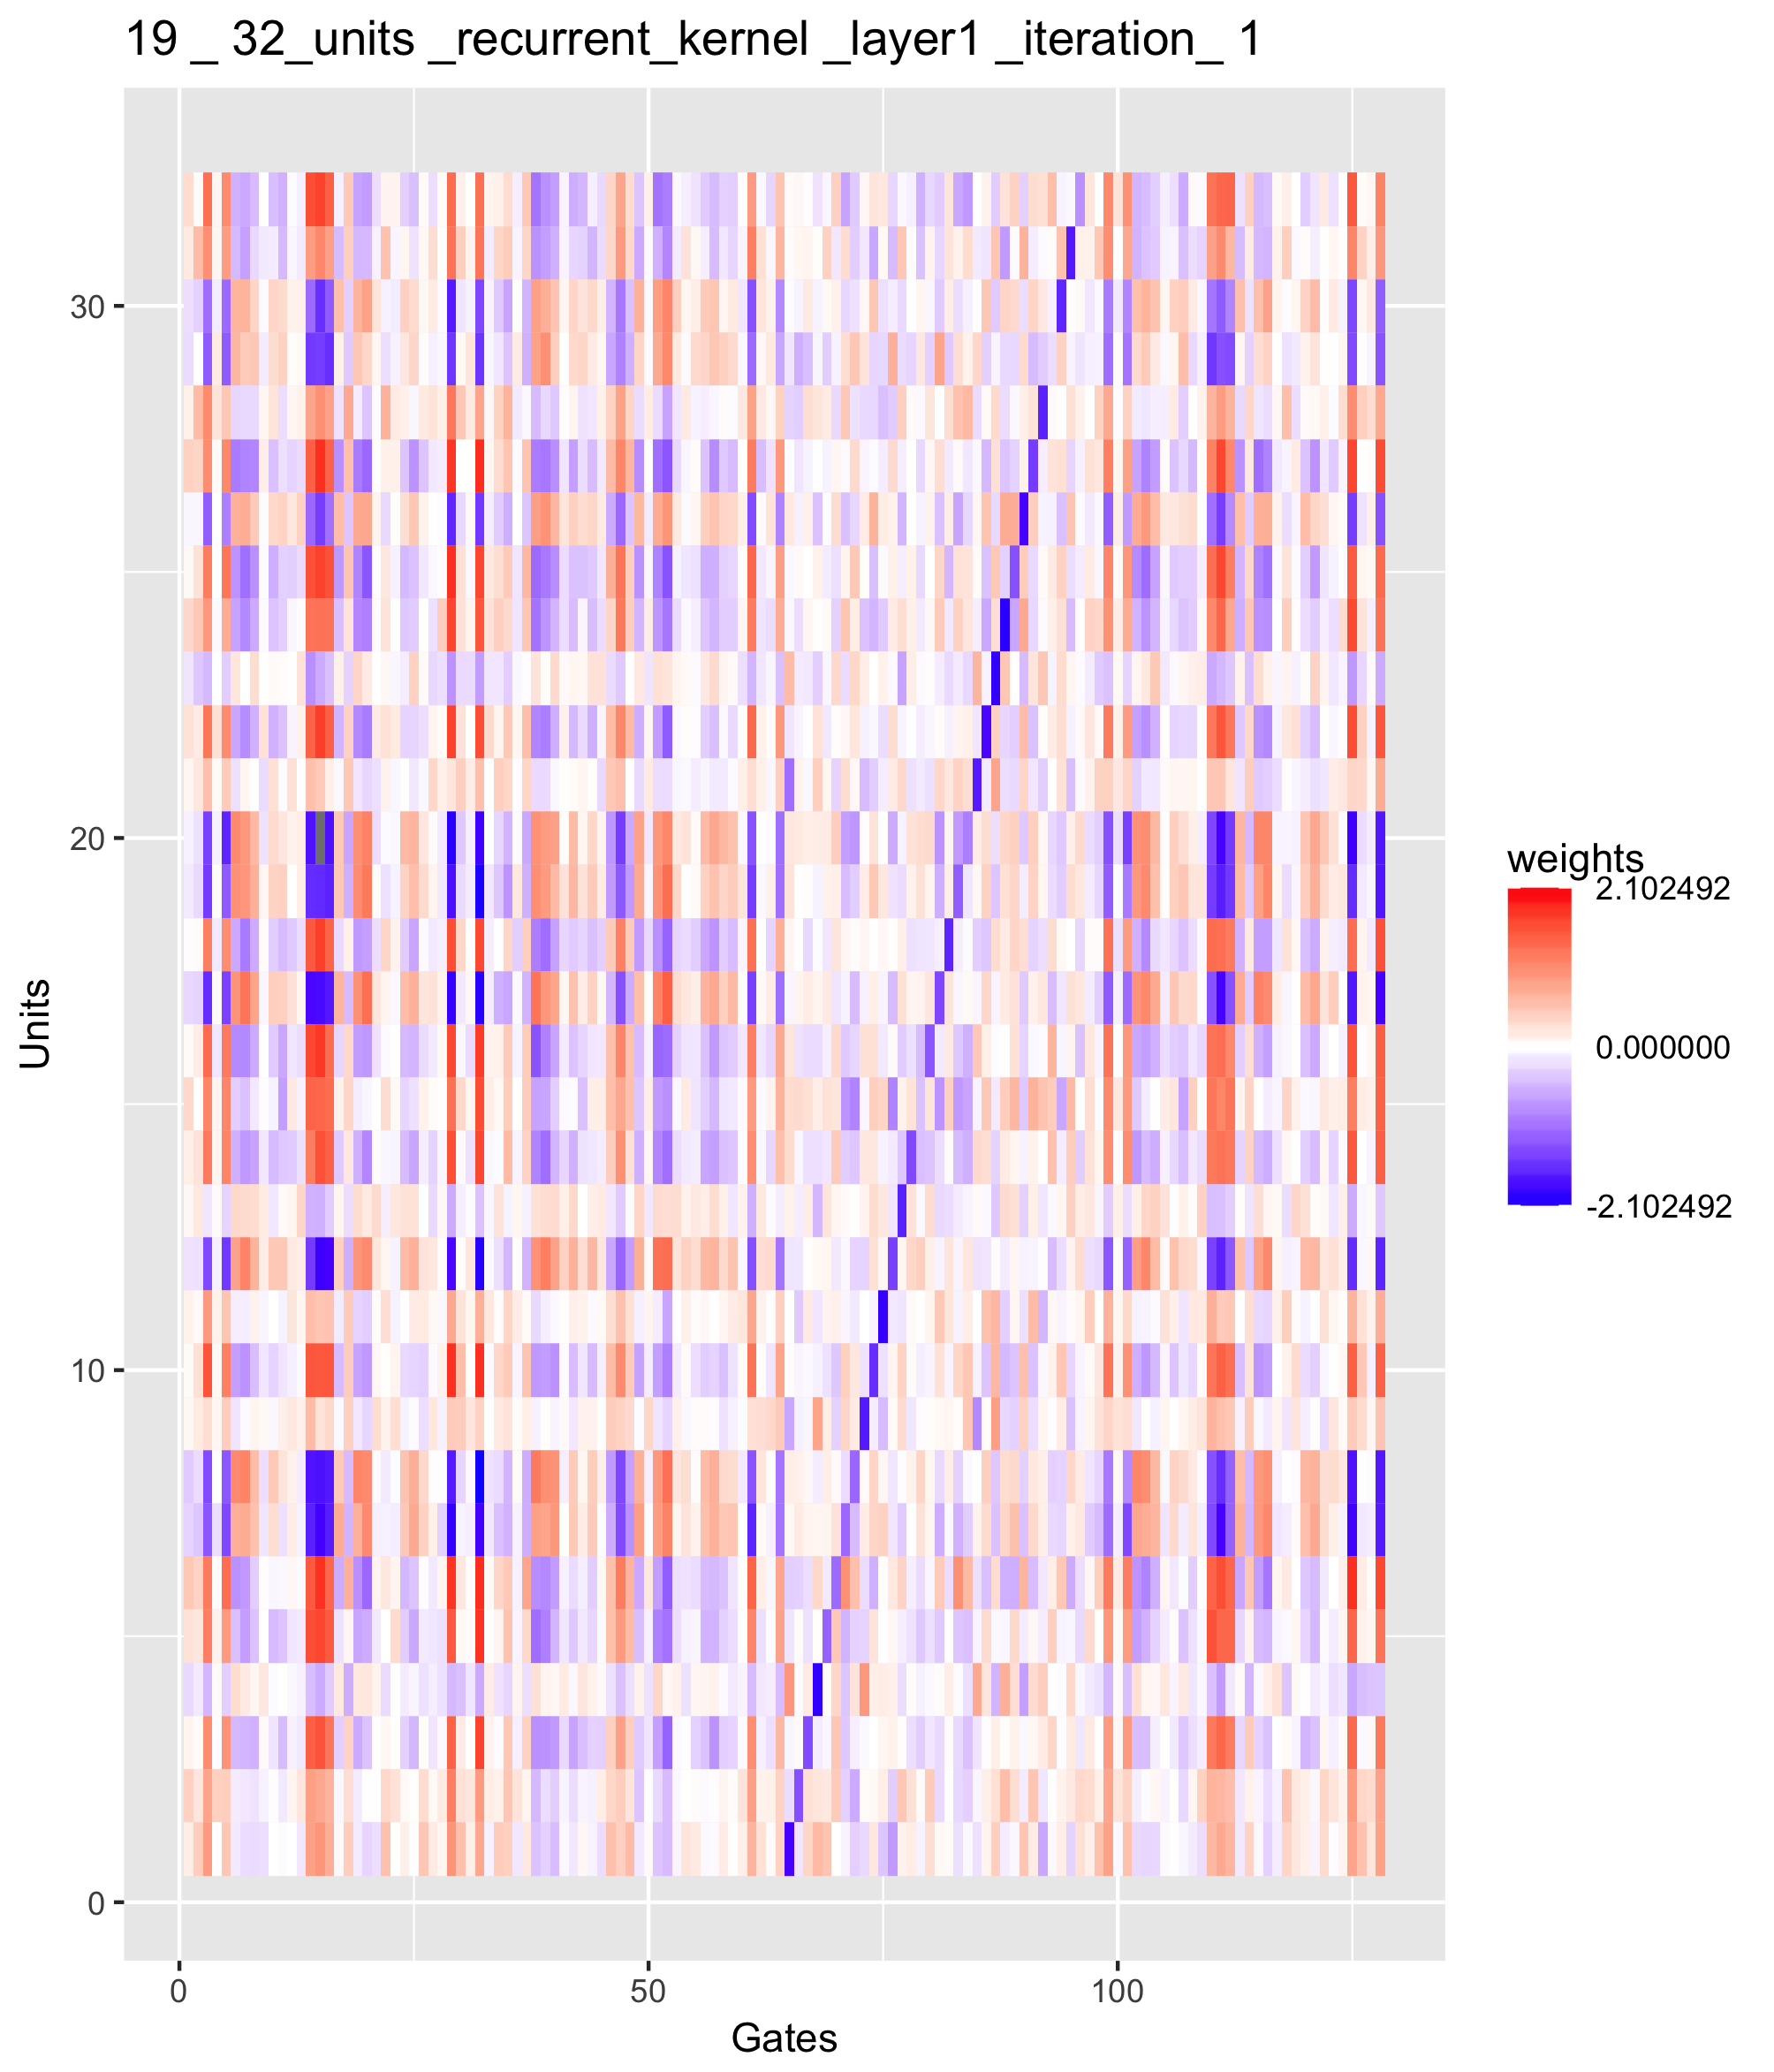 19 _ 32_units _recurrent_kernel _layer1 _iteration_ 1
30
20
10
0
Units
0 50 100
Gates
weights
2.102492
0.000000
-2.102492